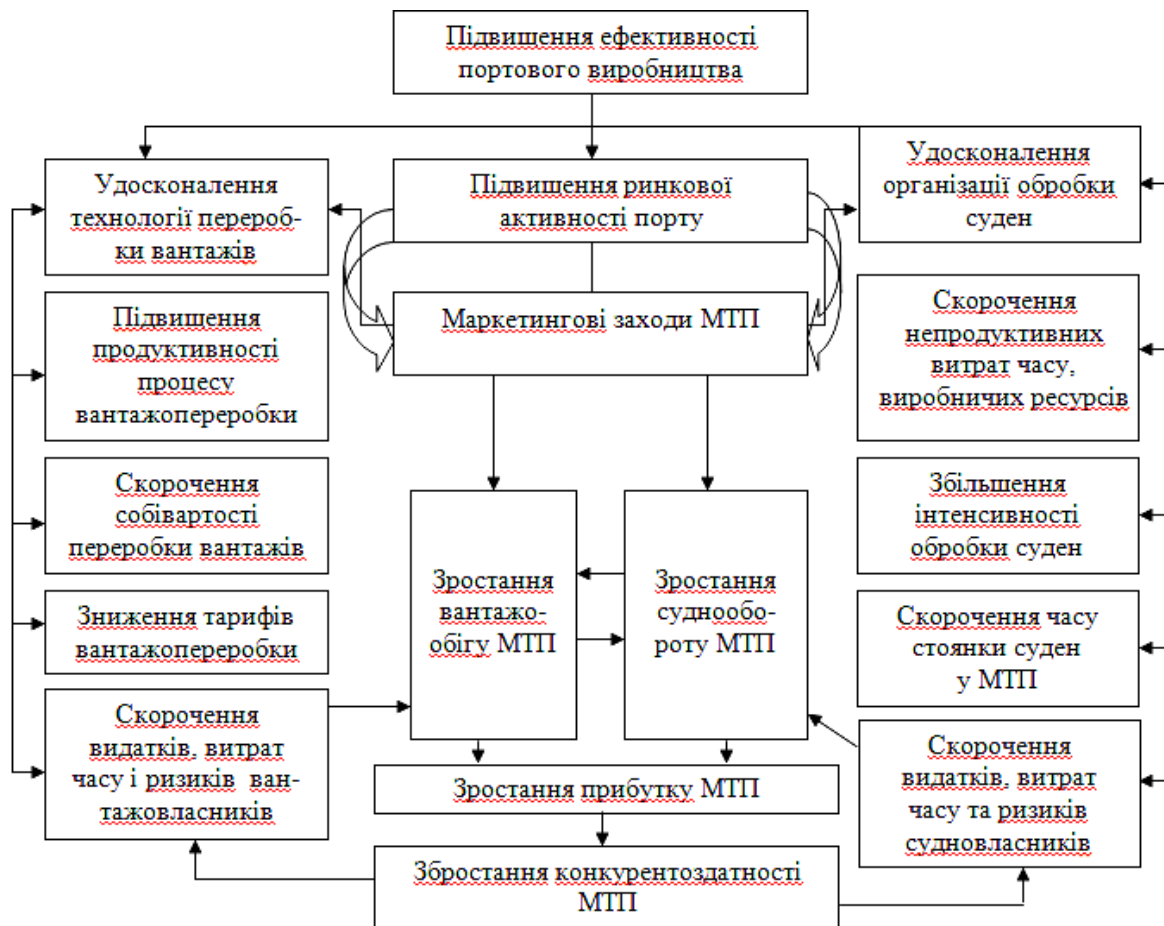 Підвищення ефективності
портового виробництва
Удосконалення
технології перероб-
ки вантажів
Підвищення ринкової
активності порту
Удосконалення
організації обробки
суден
Маркетингові заходи МТП
Підвищення
продуктивності
процесу
вантажопереробки
Скорочення
непродуктивних
витрат часу,
виробничих ресурсів
Скорочення
собівартості
переробки вантажів
Збільшення
інтенсивності
обробки суден
Зростання
вантажо-
обігу МТП
Зростання
суднообо-
роту МТП
Зниження тарифів
вантажопереробки
Скорочення часу
стоянки суден
у МТП
Скорочення
видатків, витрат
часу і ризиків ван-
тажовласників
Скорочення
видатків, витрат
часу та ризиків
судновласників
Зростання прибутку МТП
Збростання конкурентоздатності
МТП